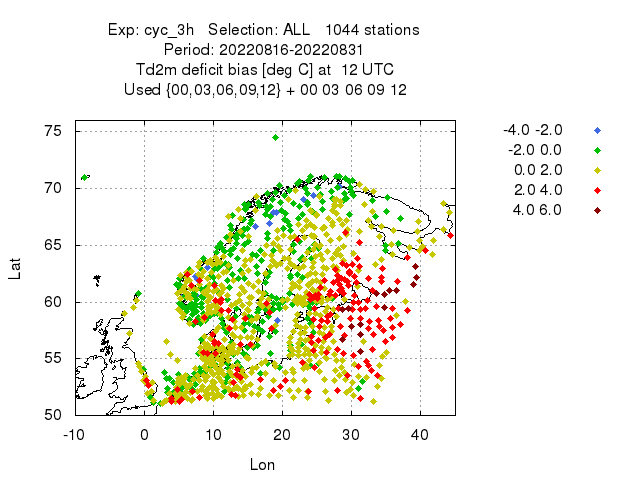 Exp: cyc_3h   Selection: ALL   1044 stations
Period: 20220816-20220831
Td2m deficit bias [deg C] at  12 UTC
Used {00,03,06,09,12} + 00 03 06 09 12
-4.0 -2.0
-2.0 0.0
0.0 2.0
2.0 4.0
4.0 6.0
75
70
65
60
55
50
Lat
-10 0 10 20 30 40
Lon